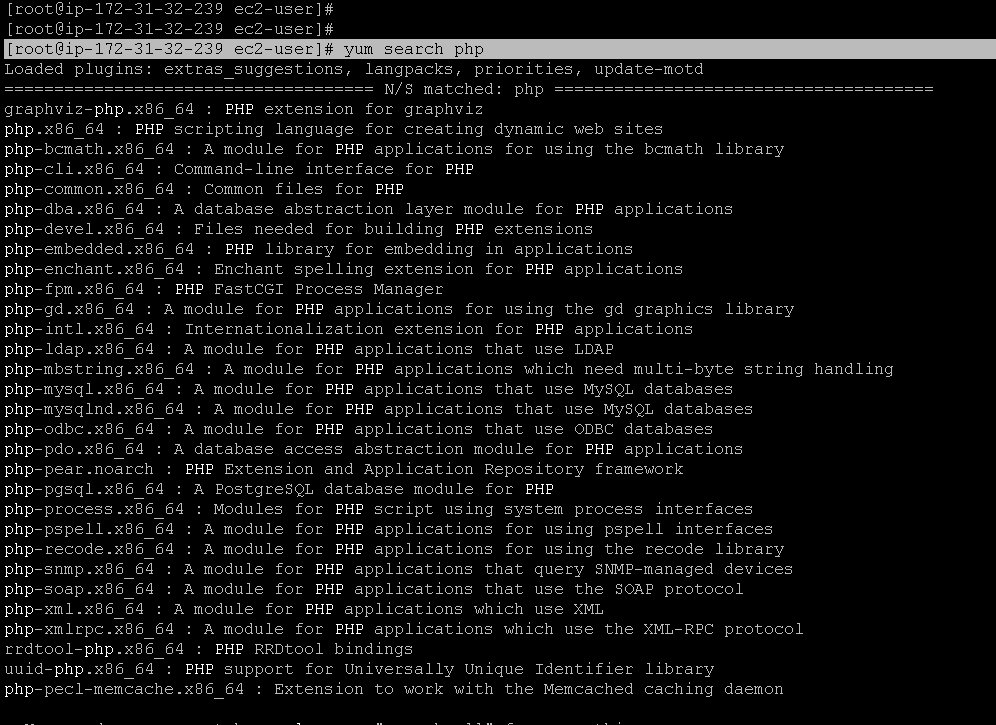 [root@ip-172-31-32-239 ec2-user]#
[root@ip-172-31-32-239 ec2-user]#
[root@ip-172-31-32-239 ec2-user]# yum search php
Loaded plugins: extras_suggestions, langpacks, priorities, update-motd
===================================== N/S matched: php ======================================
graphviz-php.x86_64 : PHP extension for graphviz
php.x86_64 : PHP scripting language for creating dynamic web sites
php-bcmath.x86_64 : A module for PHP applications for using the bcmath library
php-cli.x86_64 : Command-line interface for PHP
php-common.x86_64 : Common files for PHP
php-dba.x86_64 : A database abstraction layer module for PHP applications
php-devel.x86_64 : Files needed for building PHP extensions
php-embedded.x86_64 : PHP library for embedding in applications
php-enchant.x86_64 : Enchant spelling extension for PHP applications
php-fpm.x86_64 : PHP FastCGI Process Manager
php-gd.x86_64 : A module for PHP applications for using the gd graphics library
php-intl.x86_64 : Internationalization extension for PHP applications
php-ldap.x86_64 : A module for PHP applications that use LDAP
php-mbstring.x86_64 : A module for PHP applications which need multi-byte string handling
php-mysql.x86_64 : A module for PHP applications that use MySQL databases
php-mysqlnd.x86_64 : A module for PHP applications that use MySQL databases
php-odbc.x86_64 : A module for PHP applications that use ODBC databases
php-pdo.x86_64 : A database access abstraction module for PHP applications
php-pear.noarch : PHP Extension and Application Repository framework
php-pgsql.x86_64 : A PostgreSQL database module for PHP
php-process.x86_64 : Modules for PHP script using system process interfaces
php-pspell.x86_64 : A module for PHP applications for using pspell interfaces
php-recode.x86_64 : A module for PHP applications for using the recode library
php-snmp.x86_64 : A module for PHP applications that query SNMP-managed devices
php-soap.x86_64 : A module for PHP applications that use the SOAP protocol
php-xml.x86_64 : A module for PHP applications which use XML
php-xmlrpc.x86_64 : A module for PHP applications which use the XML-RPC protocol
rrdtool-php.x86_64 : PHP RRDtool bindings
uuid-php.x86_64 : PHP support for Universally Unique Identifier library
php-pecl-memcache.x86_64 : Extension to work with the Memcached caching daemon